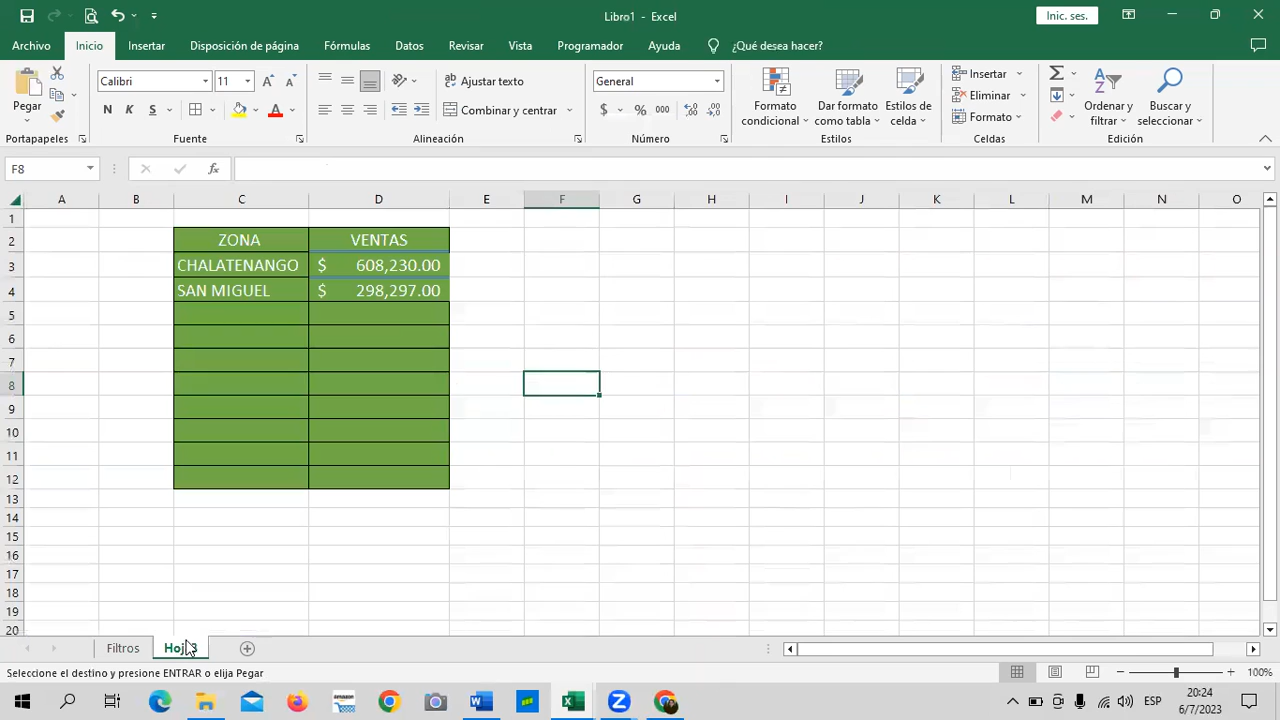 Libro1 - Excel
Inic. ses.
Archivo Inicio Insertar Disposición de página Fórmulas Datos Revisar Vista Programador Ayuda ¿Qué desea hacer?
Pegar
Calibri 11
N K S
Ajustar texto
Combinar y centrar
General
$ % 000
Formato condicional
Dar formato como tabla
Estilos de celda
Insertar
Eliminar
Formato
Ordenar y filtrar
Buscar y seleccionar
Portapapeles Fuente Alineación Número Estilos Celdas Edición
F8 fx
A B C D E F G H I J K L M N O
1
2 ZONA VENTAS
3 CHALATENANGO $ 608,230.00
4 SAN MIGUEL $ 298,297.00
5
6
7
8
9
10
11
12
13
14
15
16
17
18
19
20
Filtros
Seleccione el destino y presione ENTRAR o elija Pegar
100%
ESP
20:24
6/7/2023